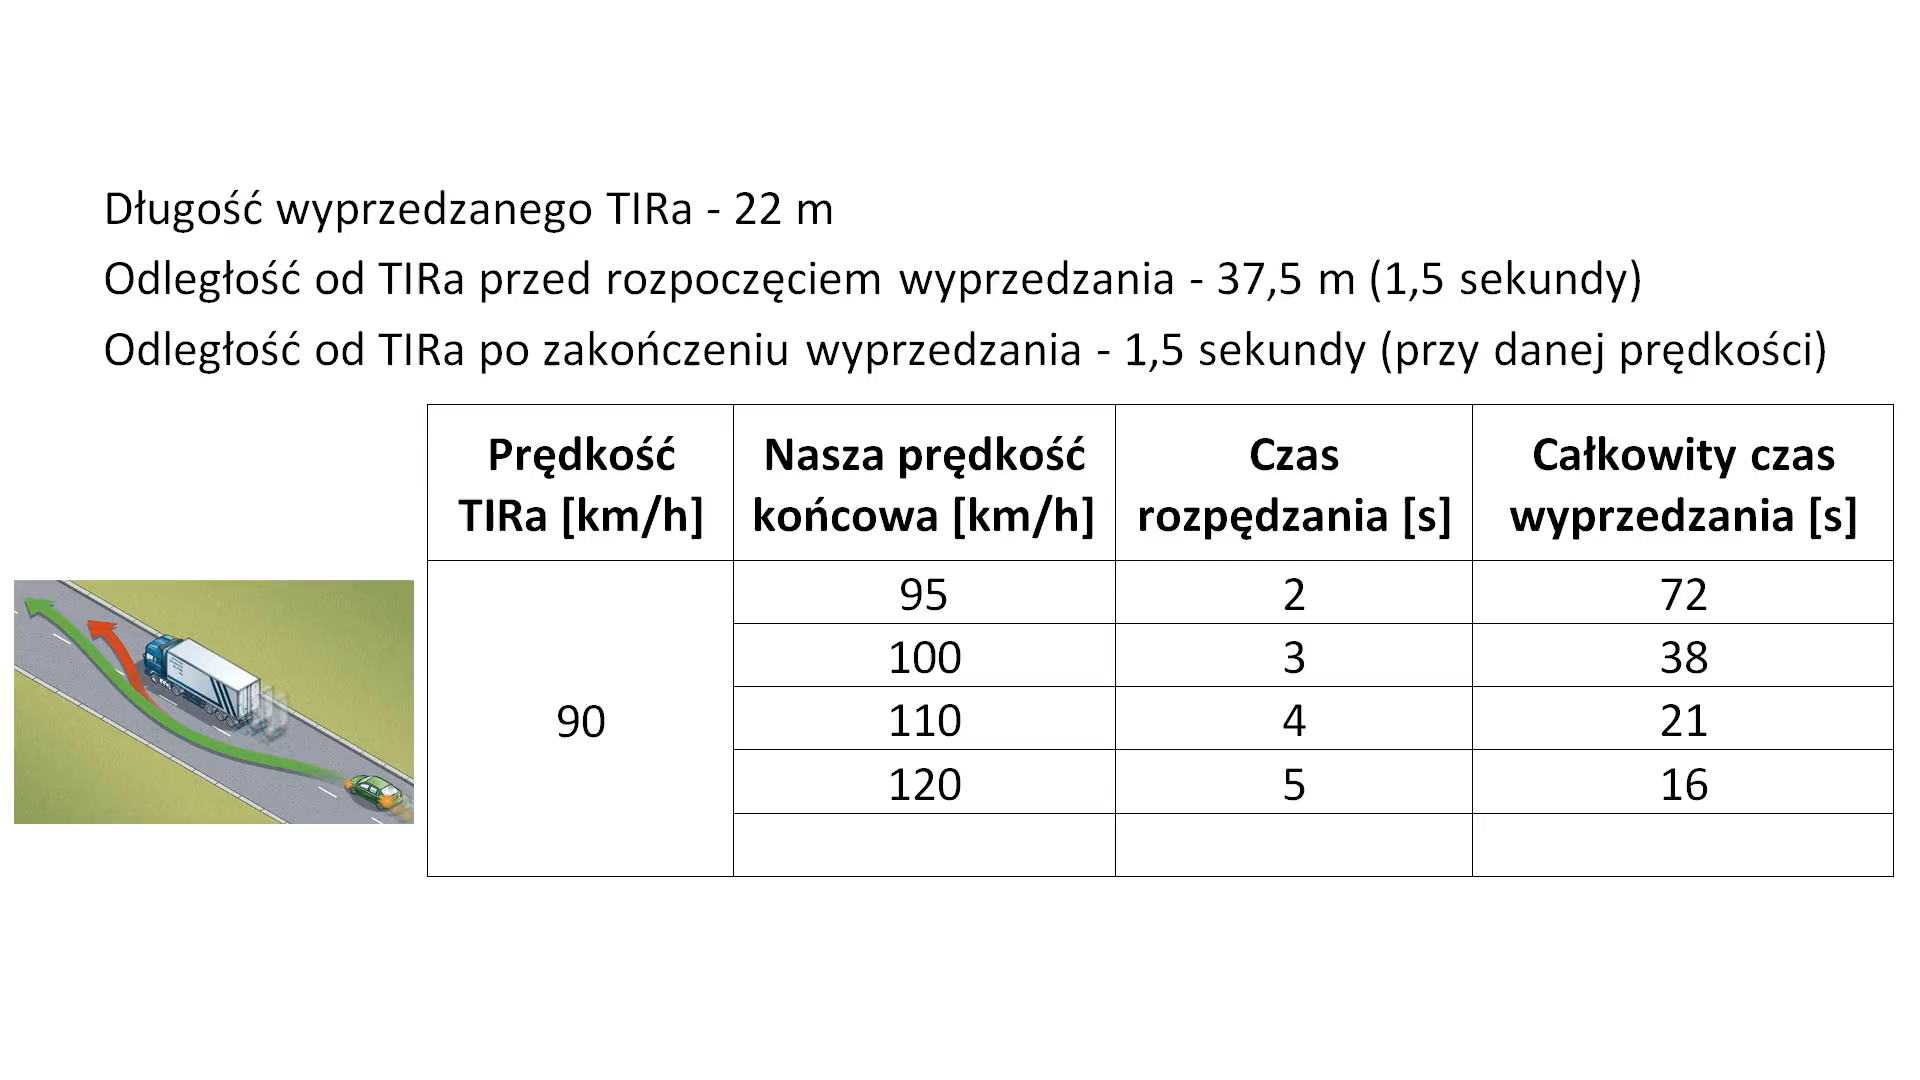 Długość wyprzedzanego TIRa - 22 m
Odległość od TIRa przed rozpoczęciem wyprzedzania - 37,5 m (1,5 sekundy)
Odległość od TIRa po zakończeniu wyprzedzania - 1,5 sekundy (przy danej prędkości)
Prędkość TIRa [km/h] Nasza prędkość końcowa [km/h] Czas rozpędzania [s] Całkowity czas wyprzedzania [s]
90
95 2 72
100 3 38
110 4 21
120 5 16